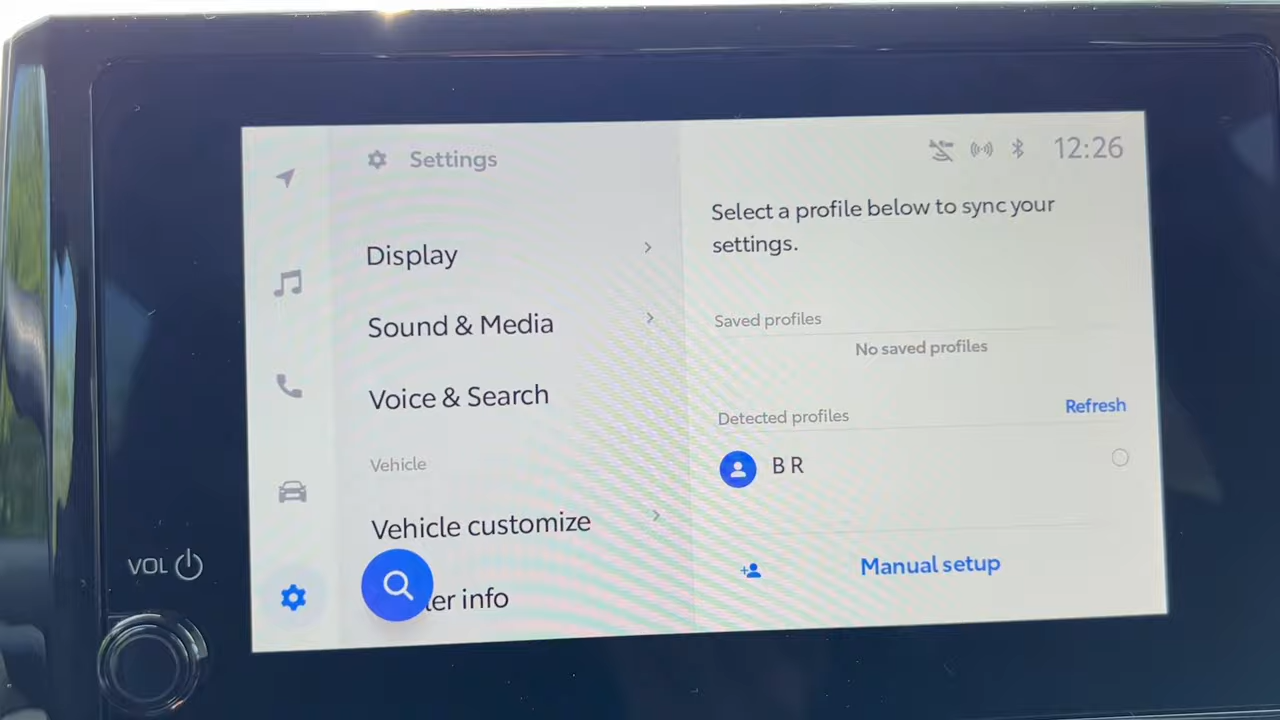 Settings
12:26
Display
Sound & Media
Voice & Search
Vehicle
Vehicle customize
er info
Select a profile below to sync your
settings.
Saved profiles
No saved profiles
Detected profiles
Refresh
B R
Manual setup
VOL